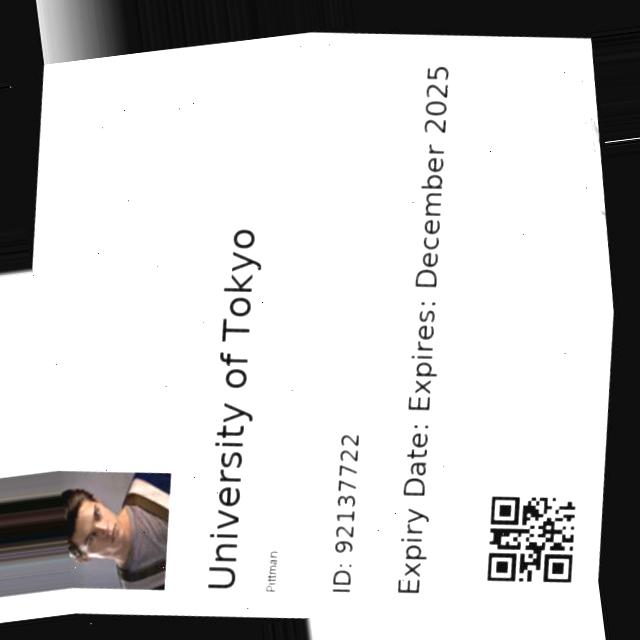 University of Tokyo
Pittman
ID: 92137722
Expiry Date: Expires: December 2025